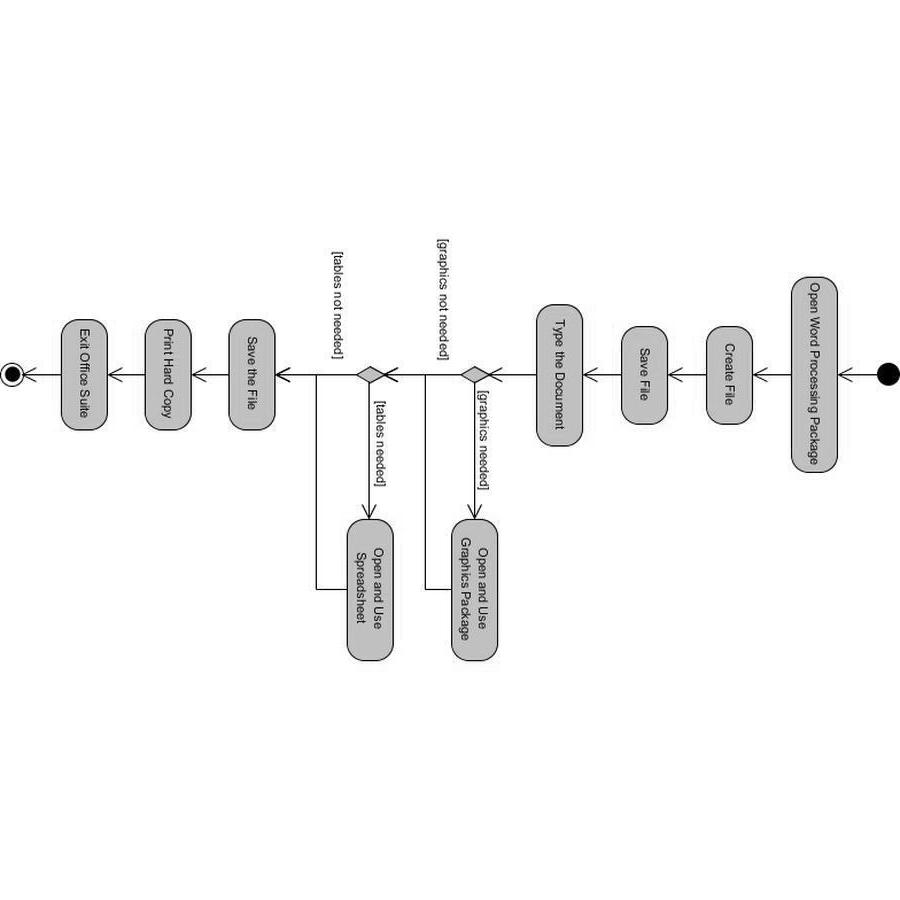 Open Word Processing Package
Create File
Save File
Type the Document
[graphics not needed]
[graphics needed]
Open and Use
Graphics Package
[tables not needed]
[tables needed]
Open and Use
Spreadsheet
Save the File
Print Hard Copy
Exit Office Suite